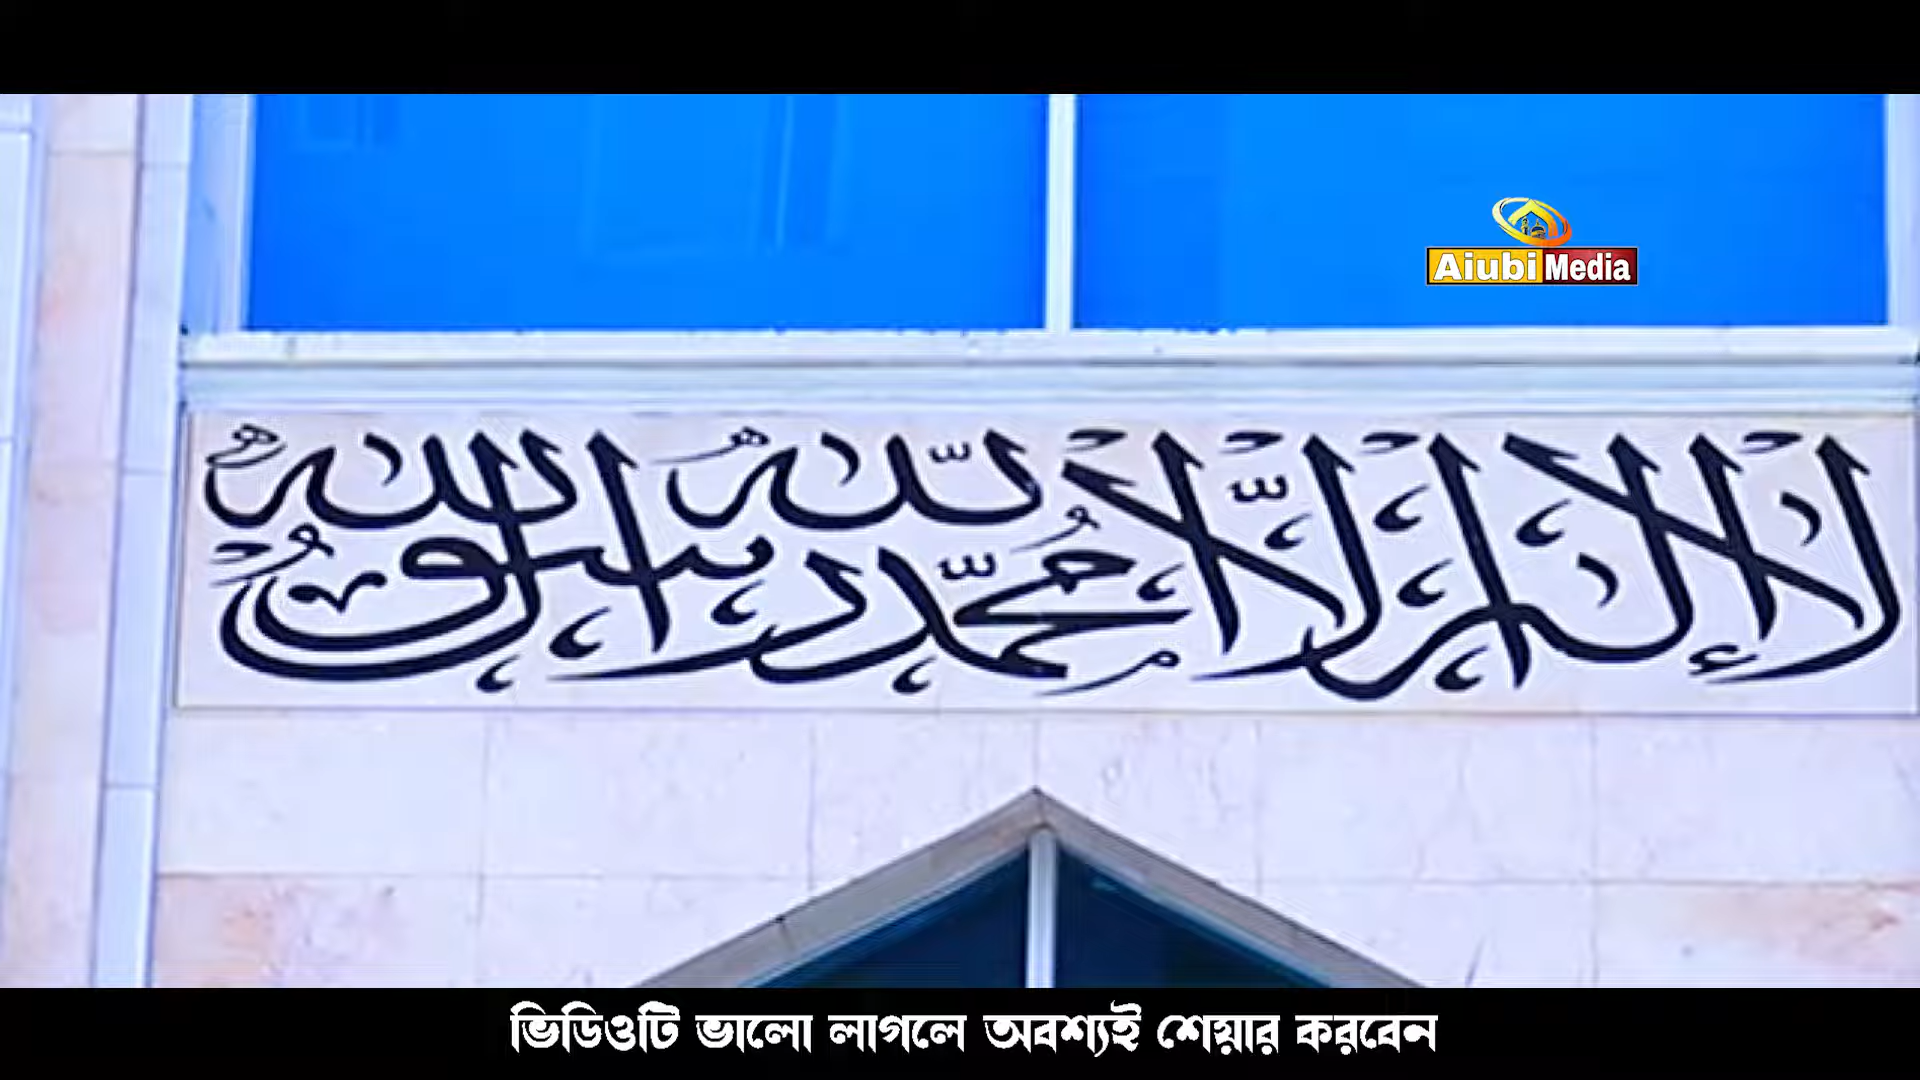 Aiubi Media
لا إله إلا الله محمد رسول الله
ভিডিওটি ভালো লাগলে অবশ্যই শেয়ার করবেন